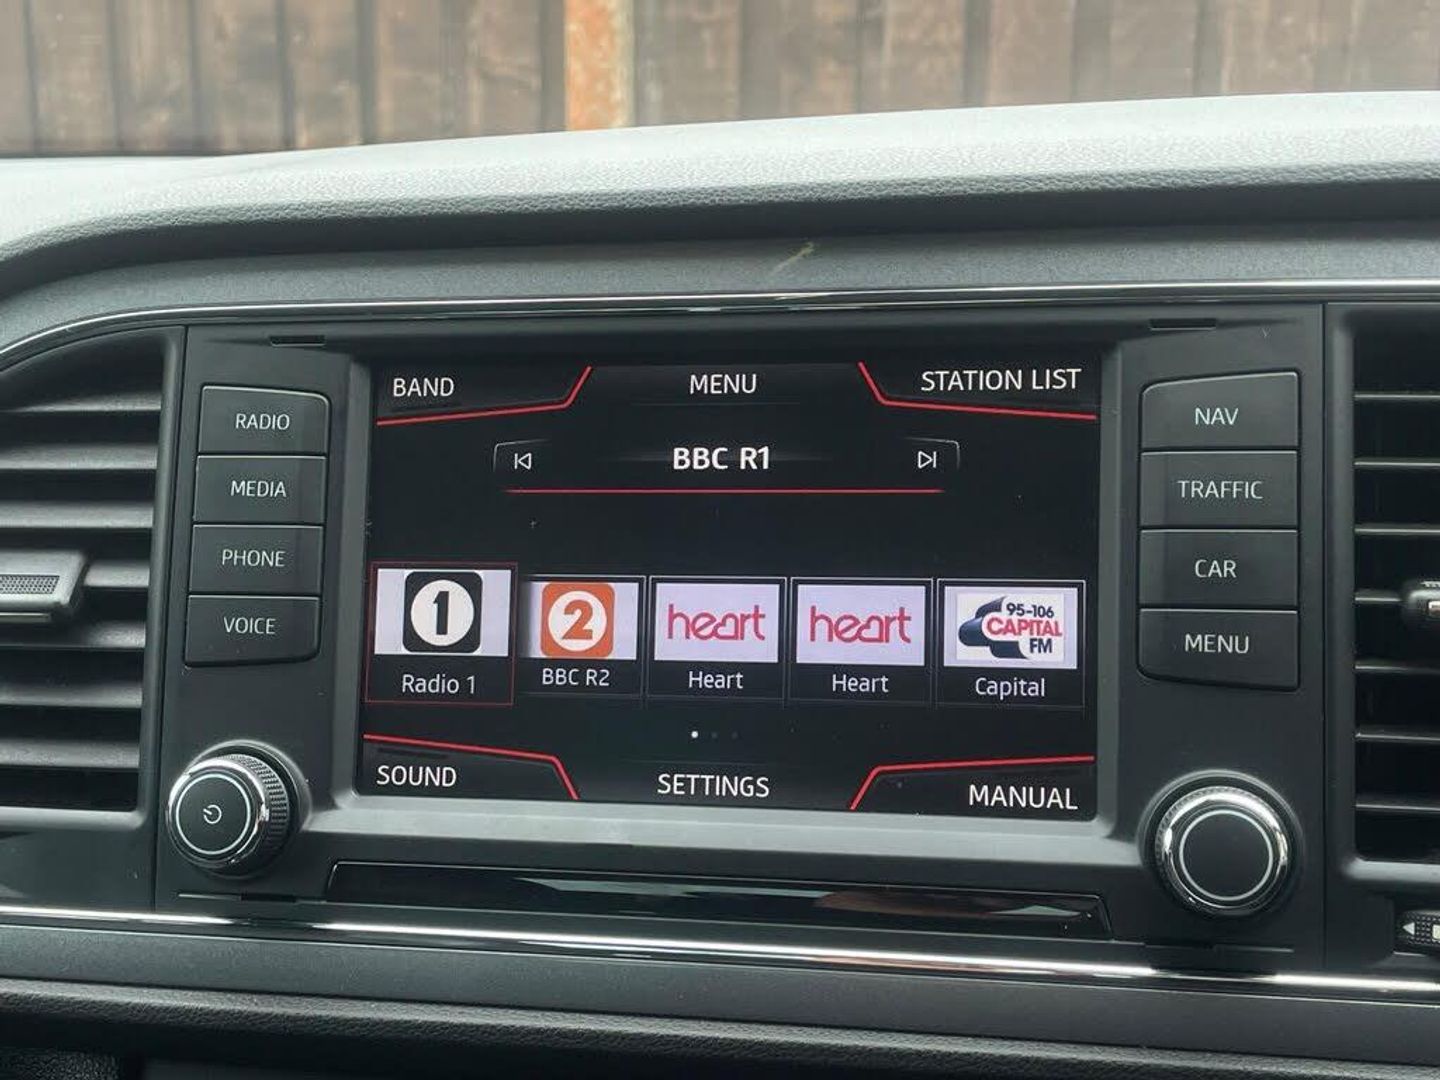 BAND
MENU
STATION LIST
RADIO
MEDIA
PHONE
VOICE
BBC R1
NAV
TRAFFIC
CAR
MENU
1
Radio 1
2
BBC R2
heart
Heart
heart
Heart
95-106
CAPITAL
FM
Capital
SOUND
SETTINGS
MANUAL